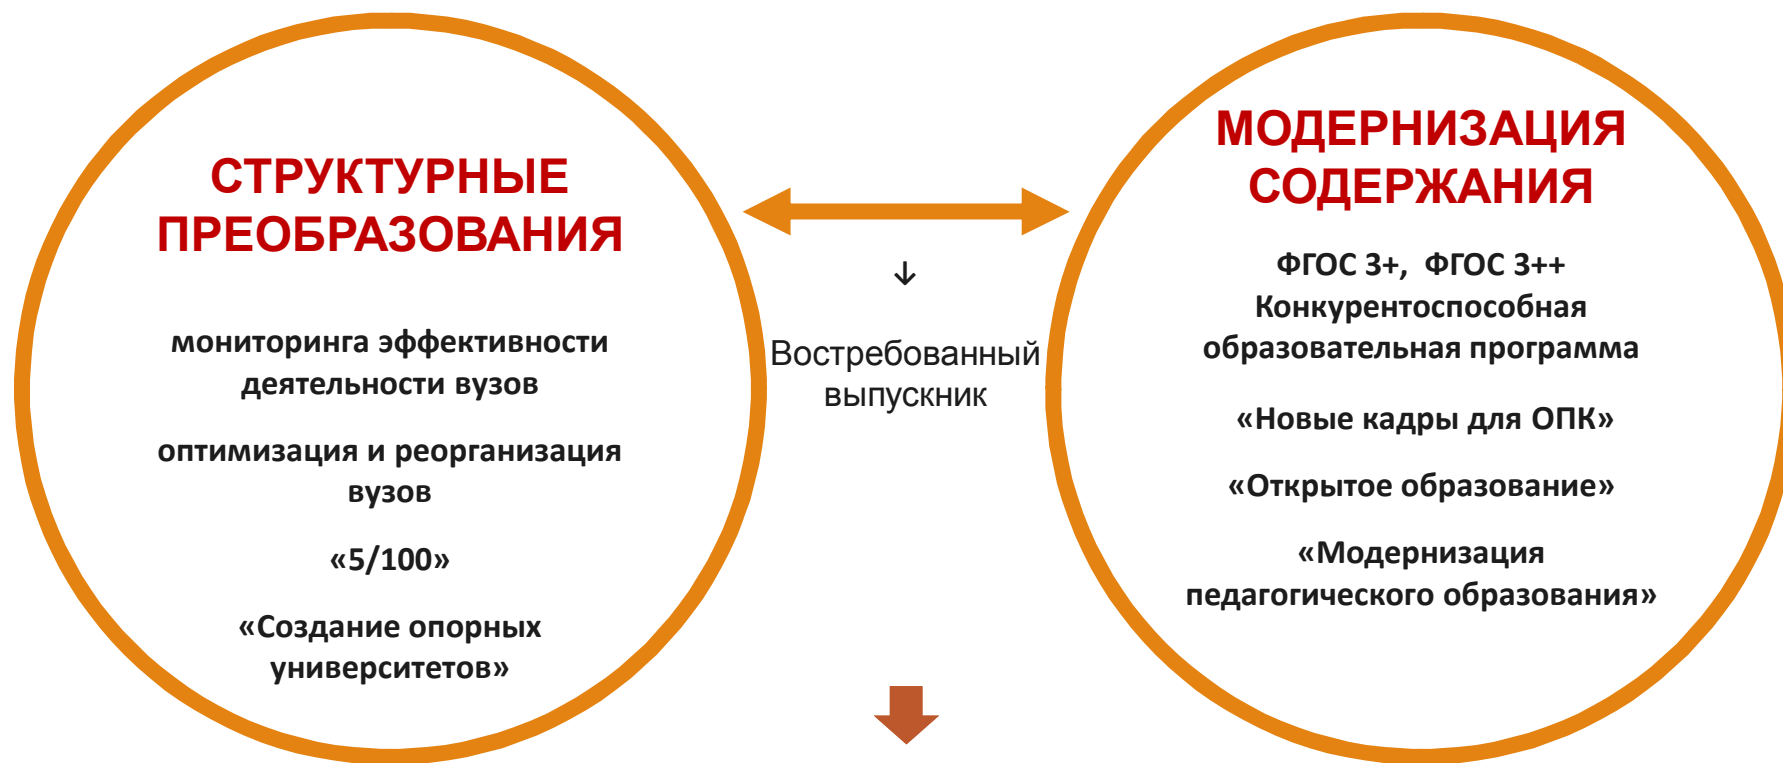 СТРУКТУРНЫЕ
ПРЕОБРАЗОВАНИЯ
мониторинга эффективности
деятельности вузов
оптимизация и реорганизация
вузов
«5/100»
«Создание опорных
университетов»
↓
Востребованный
выпускник
МОДЕРНИЗАЦИЯ
СОДЕРЖАНИЯ
ФГОС 3+, ФГОС 3++
Конкурентоспособная
образовательная программа
«Новые кадры для ОПК»
«Открытое образование»
«Модернизация
педагогического образования»